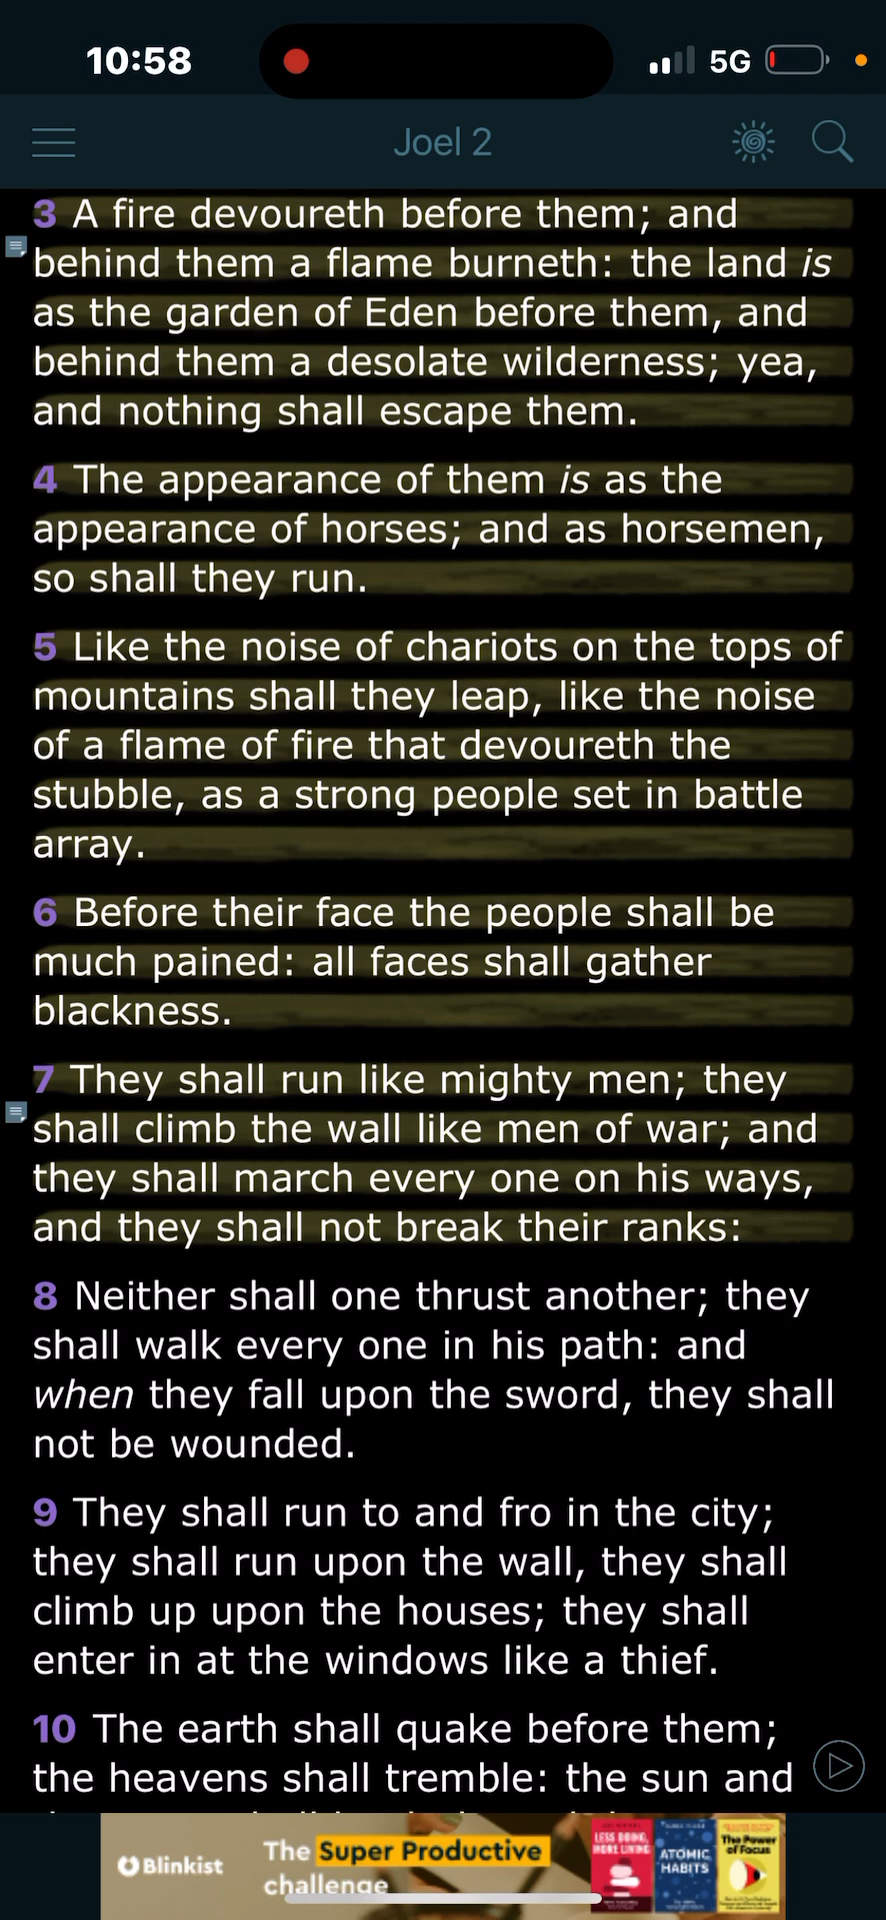 10:58
5G
Joel 2
3 A fire devoureth before them; and
behind them a flame burneth: the land is
as the garden of Eden before them, and
behind them a desolate wilderness; yea,
and nothing shall escape them.
4 The appearance of them is as the
appearance of horses; and as horsemen,
so shall they run.
5 Like the noise of chariots on the tops of
mountains shall they leap, like the noise
of a flame of fire that devoureth the
stubble, as a strong people set in battle
array.
6 Before their face the people shall be
much pained: all faces shall gather
blackness.
7 They shall run like mighty men; they
shall climb the wall like men of war; and
they shall march every one on his ways,
and they shall not break their ranks:
8 Neither shall one thrust another; they
shall walk every one in his path: and
when they fall upon the sword, they shall
not be wounded.
9 They shall run to and fro in the city;
they shall run upon the wall, they shall
climb up upon the houses; they shall
enter in at the windows like a thief.
10 The earth shall quake before them;
the heavens shall tremble: the sun and
Blinkist
The Super Productive
challenge
LESS DOING,
MORE LIVING
ATOMIC
HABITS
The Power
of Focus